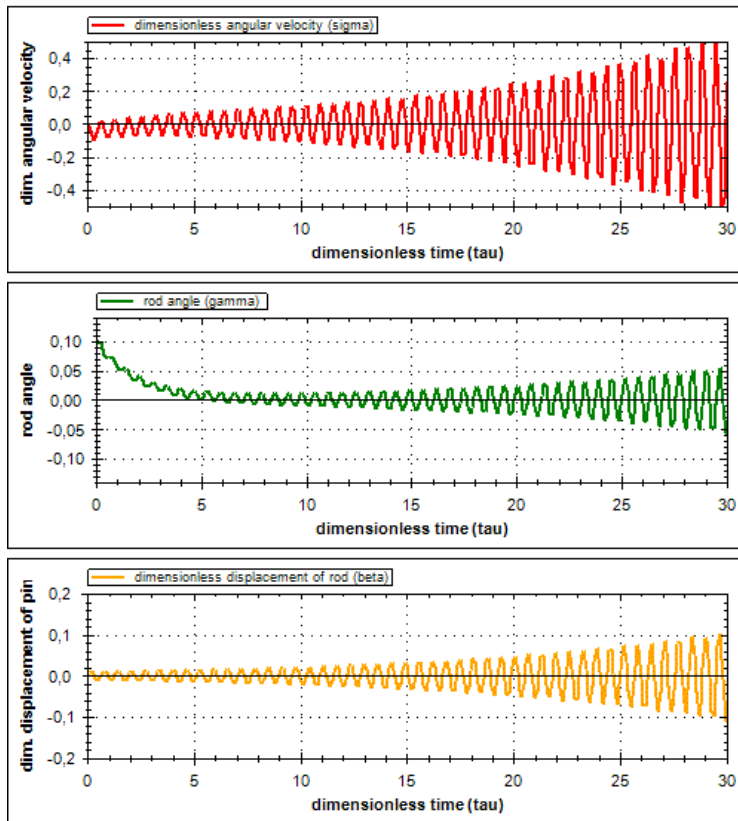 dimensionless angular velocity (sigma)
dim. angular velocity
0,4
0,2
0,0
-0,2
-0,4
0 5 10 15 20 25 30
dimensionless time (tau)
rod angle (gamma)
rod angle
0,10
0,05
0,00
-0,05
-0,10
0 5 10 15 20 25 30
dimensionless time (tau)
dimensionless displacement of rod (beta)
dim. displacement of pin
0,2
0,1
0,0
-0,1
-0,2
0 5 10 15 20 25 30
dimensionless time (tau)